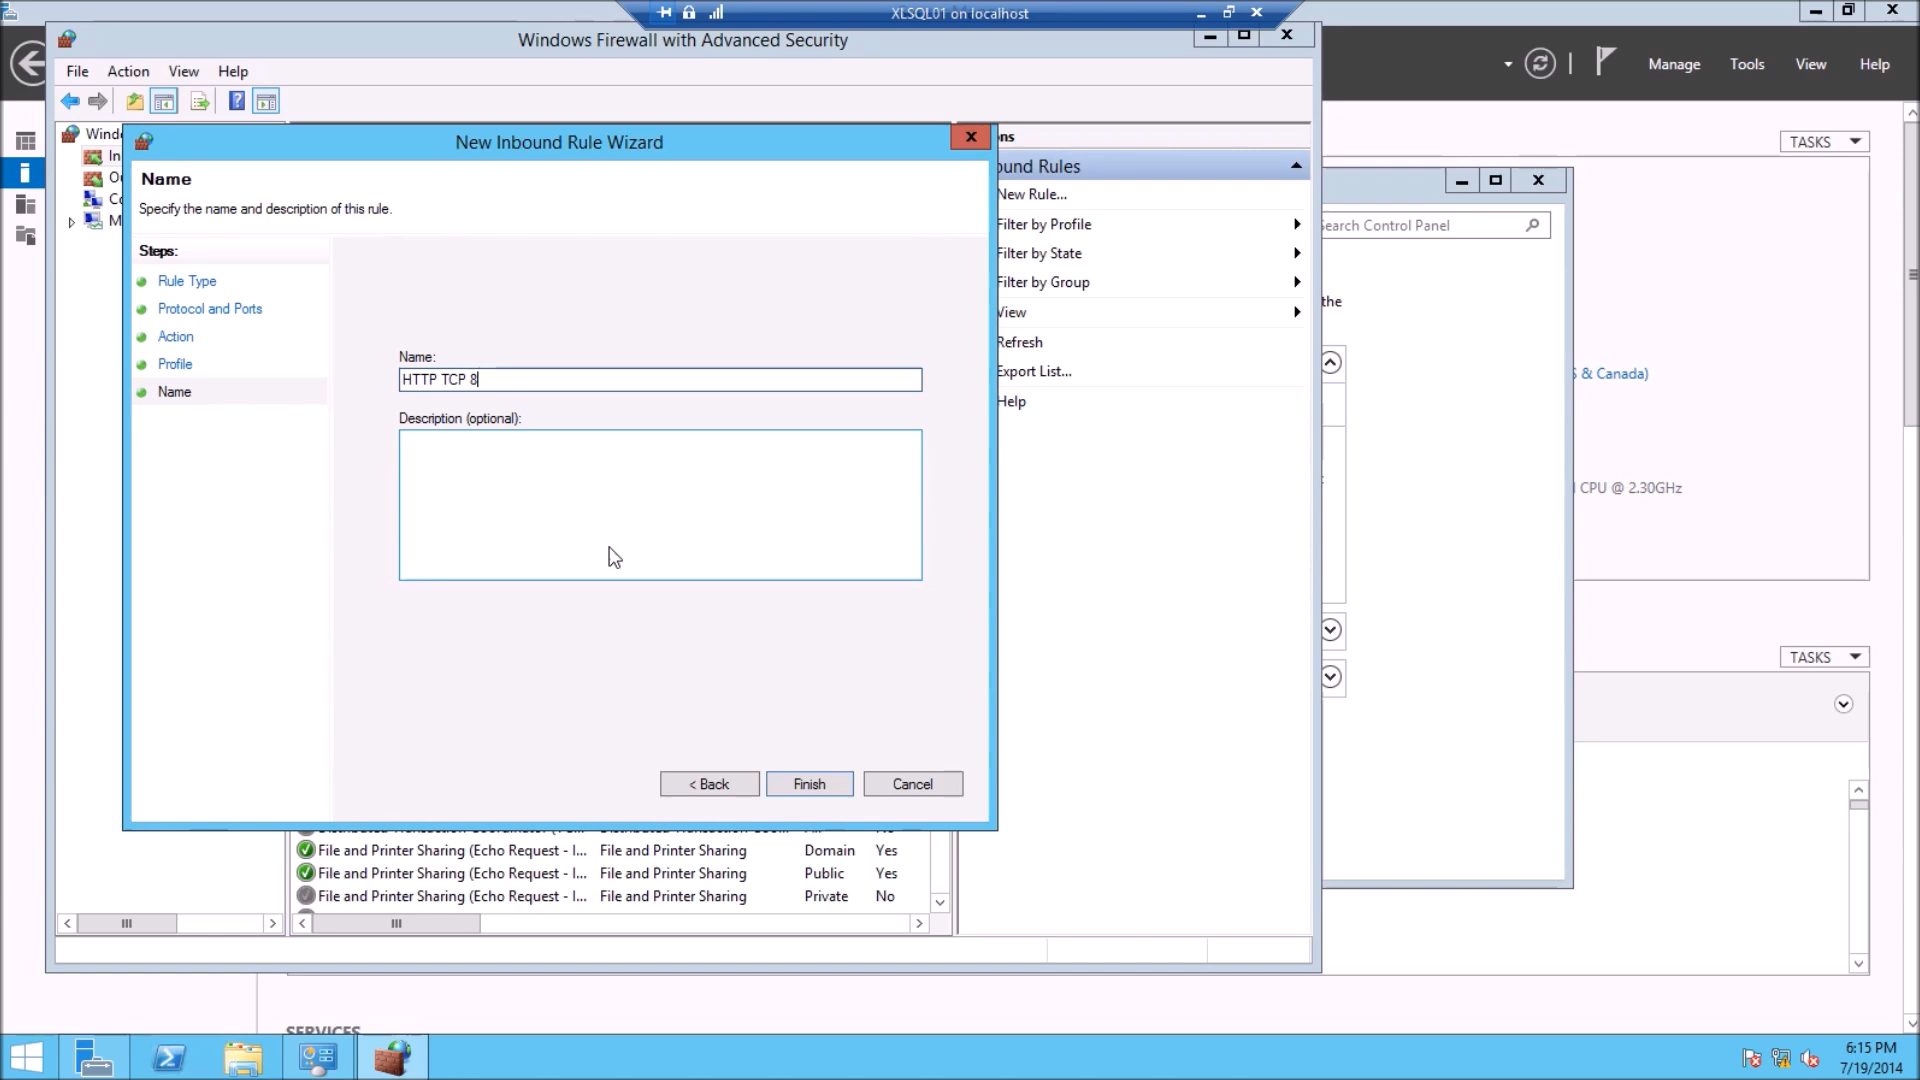 XLSQL01 on localhost
Windows Firewall with Advanced Security
File Action View Help
Manage Tools View Help
New Inbound Rule Wizard
Name
Specify the name and description of this rule.
Steps:
Rule Type
Protocol and Ports
Action
Profile
Name
Name:
HTTP TCP 8
Description (optional):
< Back
Finish
Cancel
New Rule...
Filter by Profile
Filter by State
Filter by Group
View
Refresh
Export List...
Help
TASKS
Search Control Panel
the
& Canada)
CPU @ 2.30GHz
TASKS
File and Printer Sharing (Echo Request - I... File and Printer Sharing Domain Yes
File and Printer Sharing (Echo Request - I... File and Printer Sharing Public Yes
File and Printer Sharing (Echo Request - I... File and Printer Sharing Private No
SERVICES
6:15 PM
7/19/2014